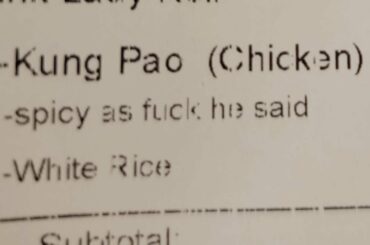 -Kung Pao (Chicken)
-spicy as fuck he said
-White Rice
Subtotal: